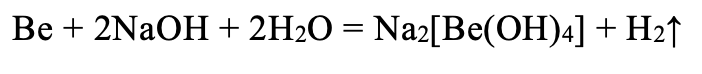 Be + 2NaOH + 2H₂O = Na₂[Be(OH)₄] + H₂↑